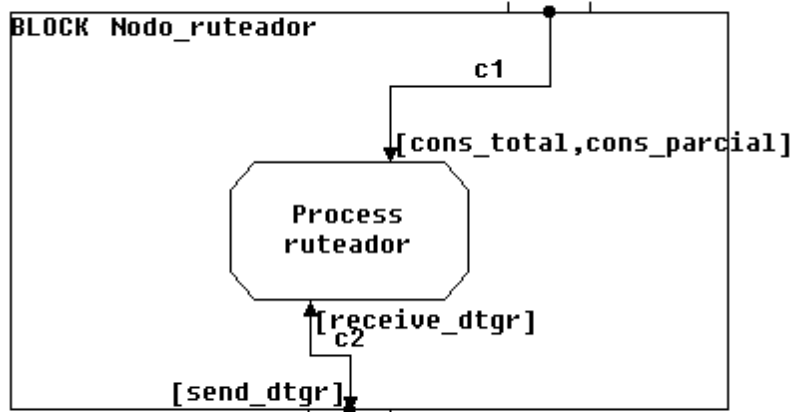 BLOCK Nodo_ruteador
c1
[cons_total,cons_parcial]
Process
ruteador
[receive_dtgr]
c2
[send_dtgr]